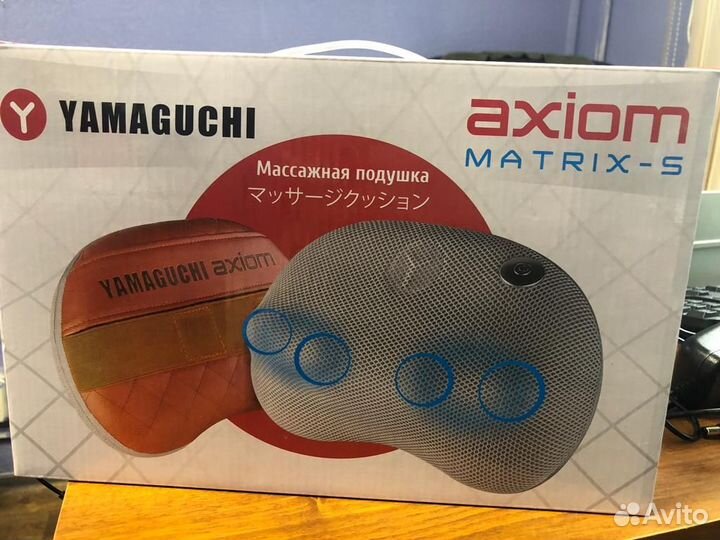 Y YAMAGUCHI
axiom
MATRIX-S
Массажная подушка
マッサージクッション
YAMAGUCHI axiom
Avito